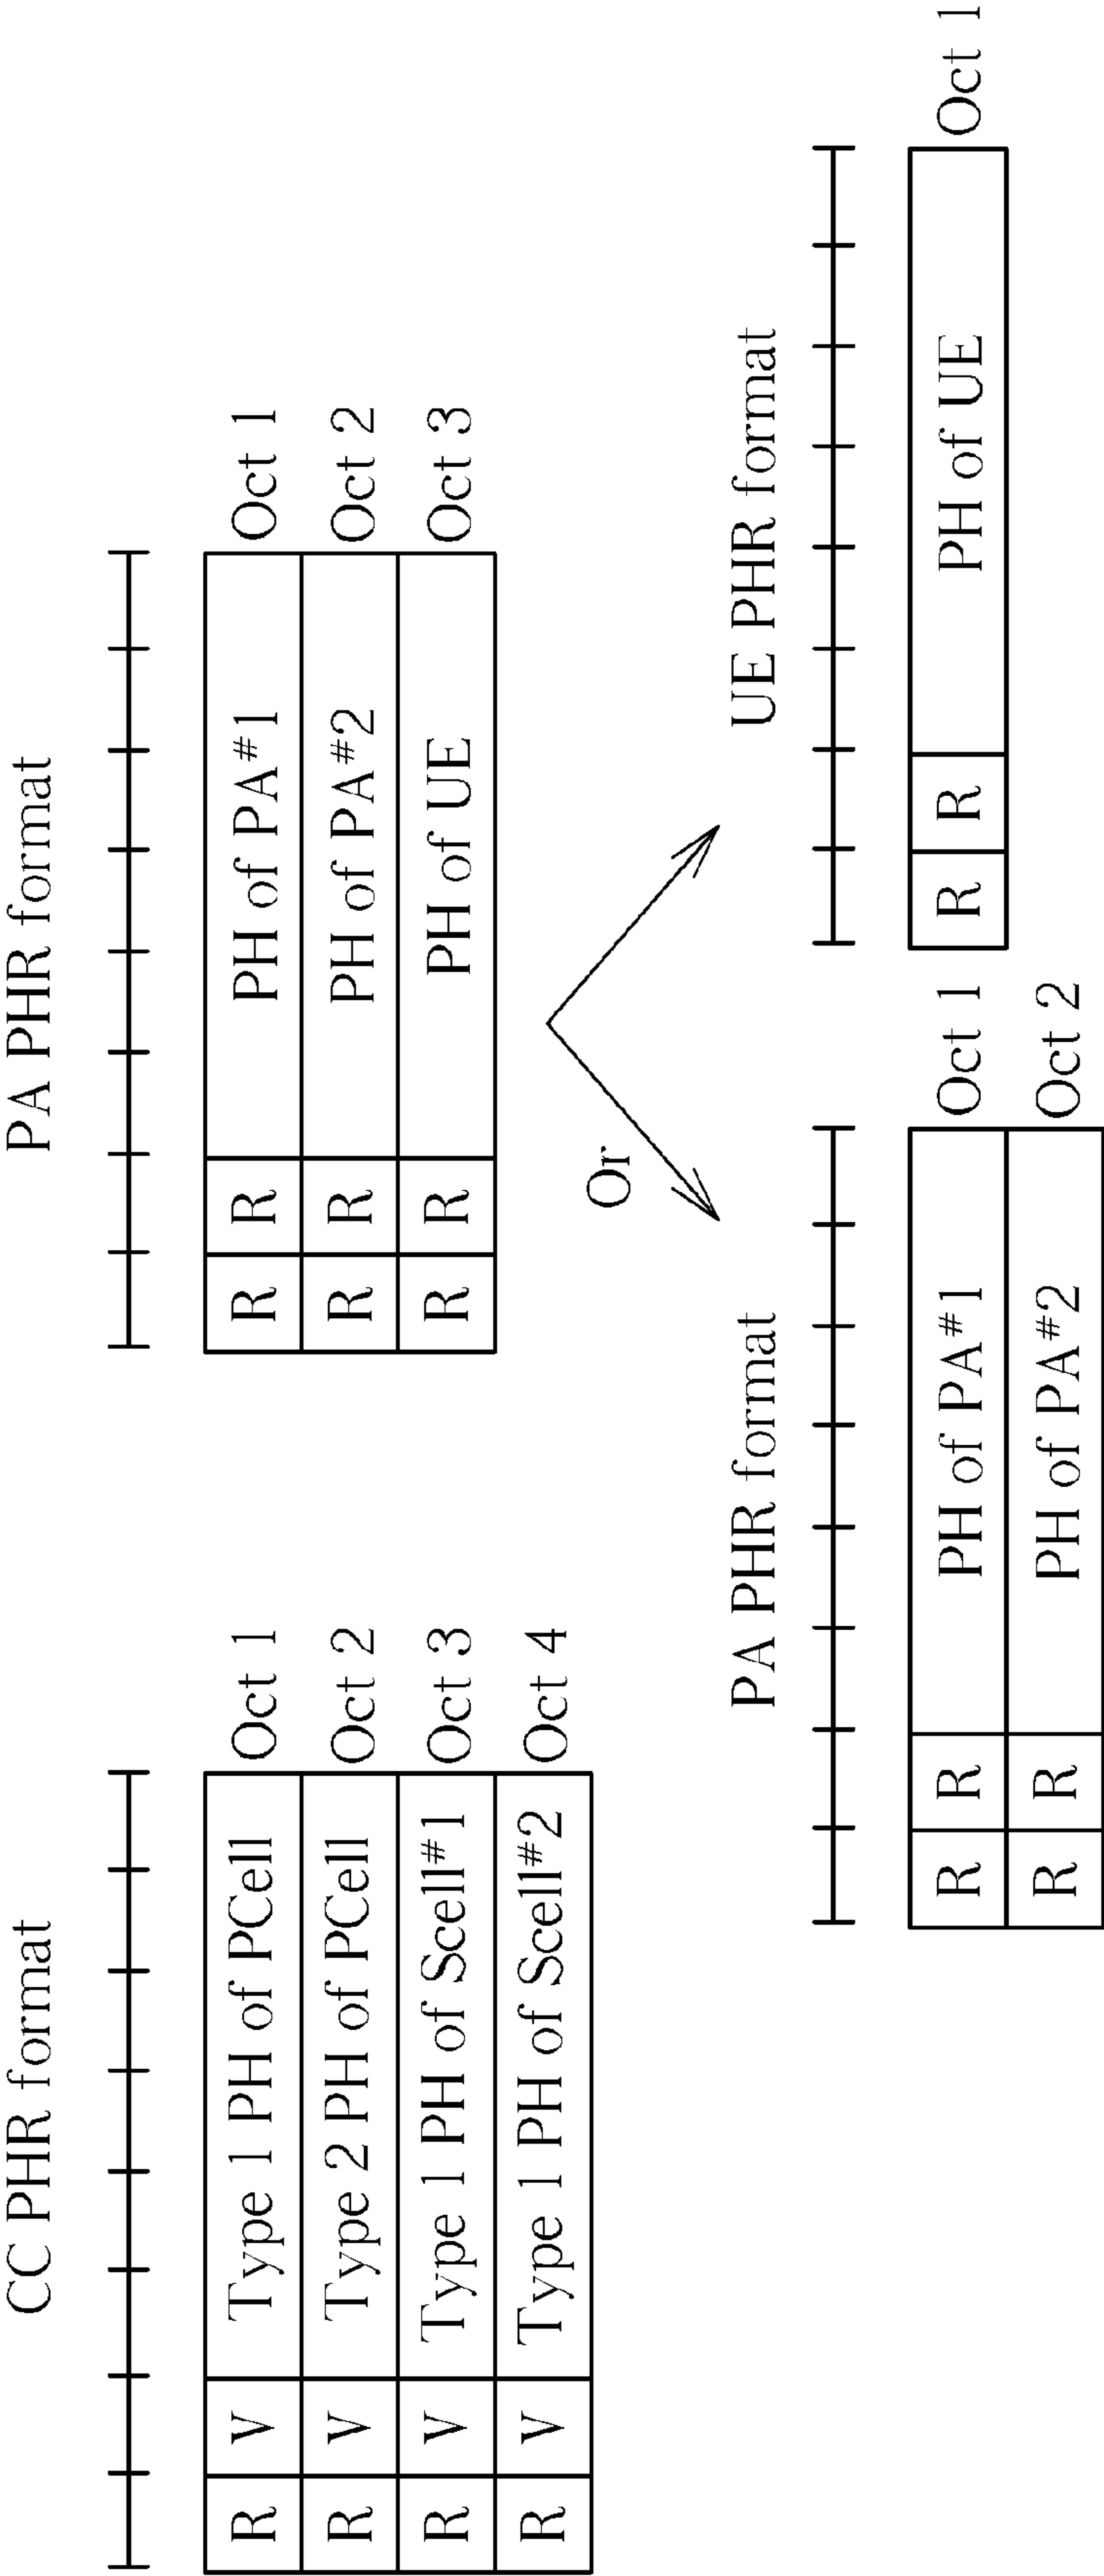 CC PHR format
R V Type 1 PH of PCell Oct 1
R V Type 2 PH of PCell Oct 2
R V Type 1 PH of Scell#1 Oct 3
R V Type 1 PH of Scell#2 Oct 4
PA PHR format
R R PH of PA#1 Oct 1
R R PH of PA#2 Oct 2
R R PH of UE Oct 3
Or
PA PHR format
R R PH of PA#1 Oct 1
R R PH of PA#2 Oct 2
UE PHR format
R R PH of UE Oct 1